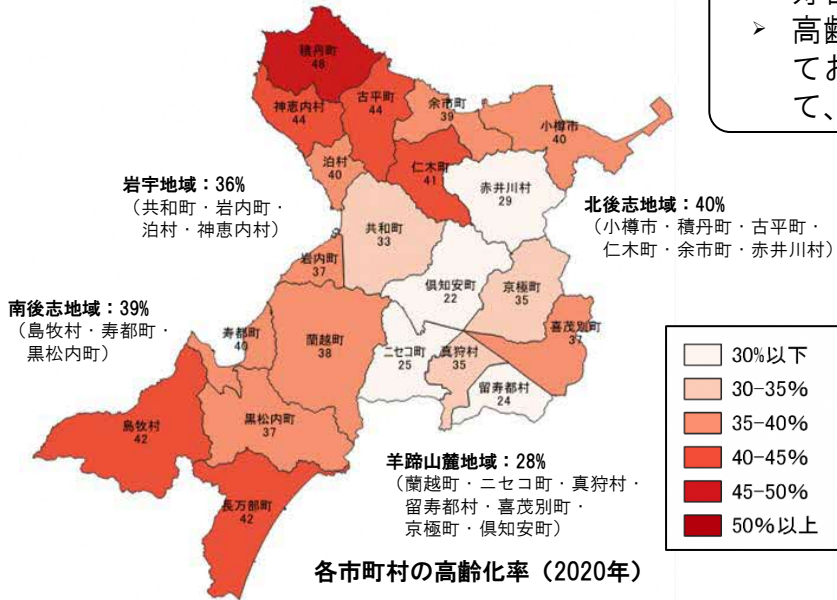 高齢
てお
て、
積丹町
48
神恵内村
44
古平町
44
余市町
39
小樽市
40
泊村
40
仁木町
41
赤井川村
29
岩宇地域：36%
（共和町・岩内町・
泊村・神恵内村）
北後志地域：40%
（小樽市・積丹町・古平町・
仁木町・余市町・赤井川村）
共和町
33
岩内町
37
倶知安町
22
京極町
35
南後志地域：39%
（島牧村・寿都町・
黒松内町）
寿都町
40
蘭越町
38
ニセコ町
25
真狩村
35
喜茂別町
37
留寿都村
24
島牧村
42
黒松内町
37
長万部町
42
羊蹄山麓地域：28%
（蘭越町・ニセコ町・真狩村・
留寿都村・喜茂別町・
京極町・倶知安町）
30%以下
30-35%
35-40%
40-45%
45-50%
50%以上
各市町村の高齢化率（2020年）